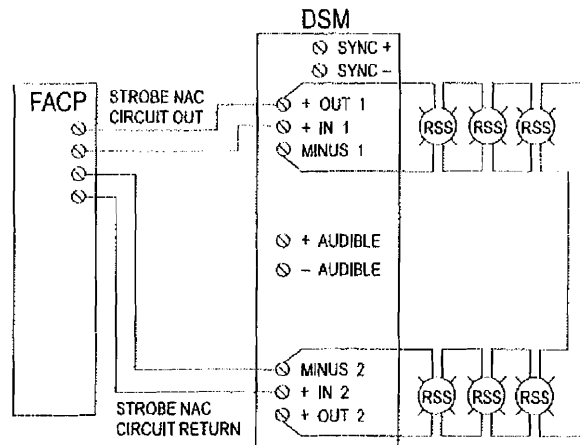 DSM
SYNC +
SYNC -
FACP
STROBE NAC
CIRCUIT OUT
+ OUT 1
+ IN 1
MINUS 1
RSS RSS RSS
+ AUDIBLE
- AUDIBLE
MINUS 2
+ IN 2
+ OUT 2
RSS RSS RSS
STROBE NAC
CIRCUIT RETURN